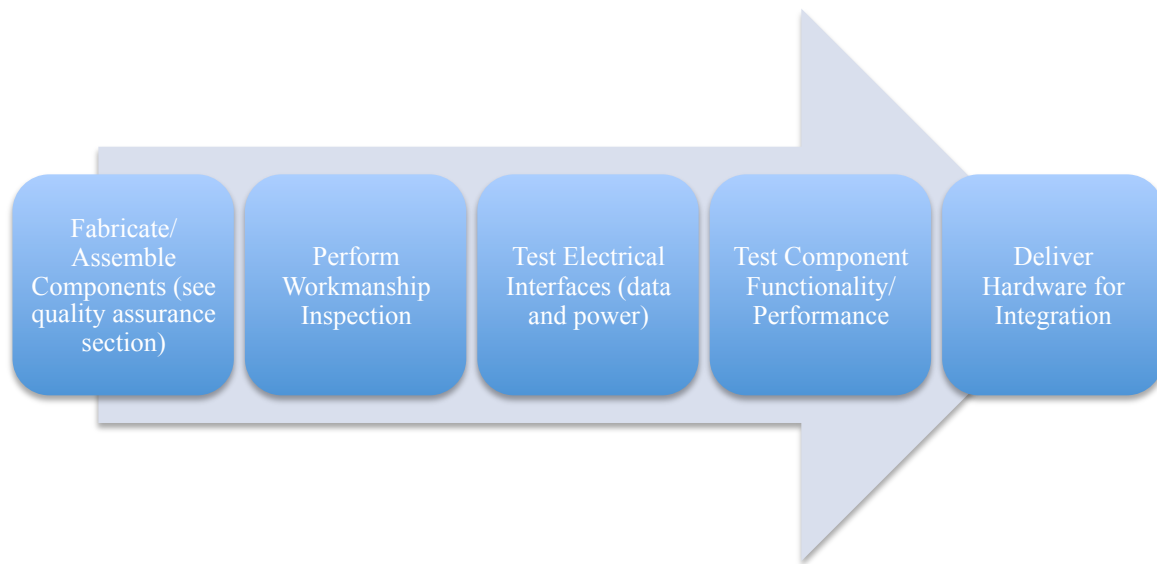 Fabricate/
Assemble
Components (see
quality assurance
section)
Perform
Workmanship
Inspection
Test Electrical
Interfaces (data
and power)
Test Component
Functionality/
Performance
Deliver
Hardware for
Integration